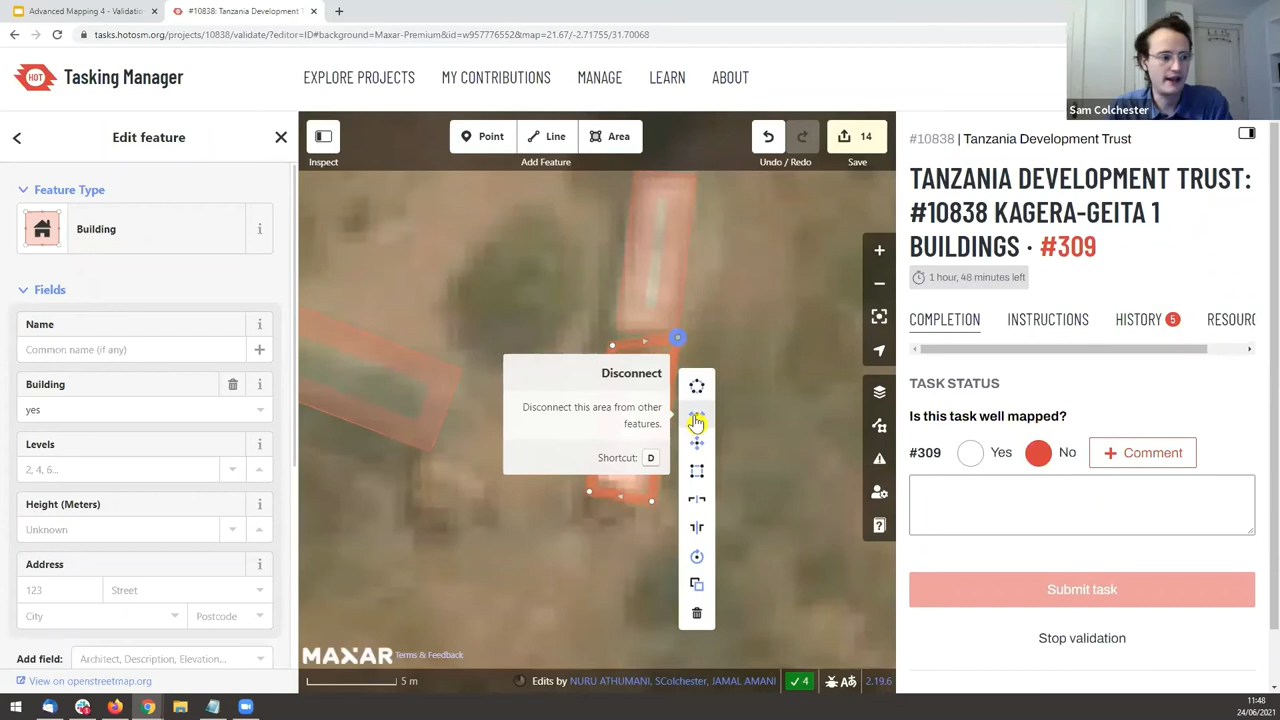 Advanced Mapping 4 - Validatio
#10838: Tanzania Development T
tasks.hotosm.org/projects/10838/validate/?editor=ID#background=Maxar-Premium&id=w957776552&map=21.67/-2.71755/31.70068
HOT
Tasking Manager
EXPLORE PROJECTS
MY CONTRIBUTIONS
MANAGE
LEARN
ABOUT
Sam Colchester
Edit feature
Feature Type
Building
Fields
Name
Common name (if any)
Building
yes
Levels
2, 4, 6...
Height (Meters)
Unknown
Address
123
Street
City
Postcode
Add field:
Architect, Description, Elevation...
View on openstreetmap.org
Inspect
Point
Line
Area
Add Feature
Undo / Redo
14
Save
Disconnect
Disconnect this area from other
features.
Shortcut: D
MAXAR Terms & Feedback
5 m
Edits by NURU ATHUMANI, SColchester, JAMAL AMANI
4
2.19.6
#10838 | Tanzania Development Trust
TANZANIA DEVELOPMENT TRUST:
#10838 KAGERA-GEITA 1
BUILDINGS · #309
1 hour, 48 minutes left
COMPLETION
INSTRUCTIONS
HISTORY 5
RESOURC
TASK STATUS
Is this task well mapped?
#309
Yes
No
+ Comment
Submit task
Stop validation
11:48
24/06/2021